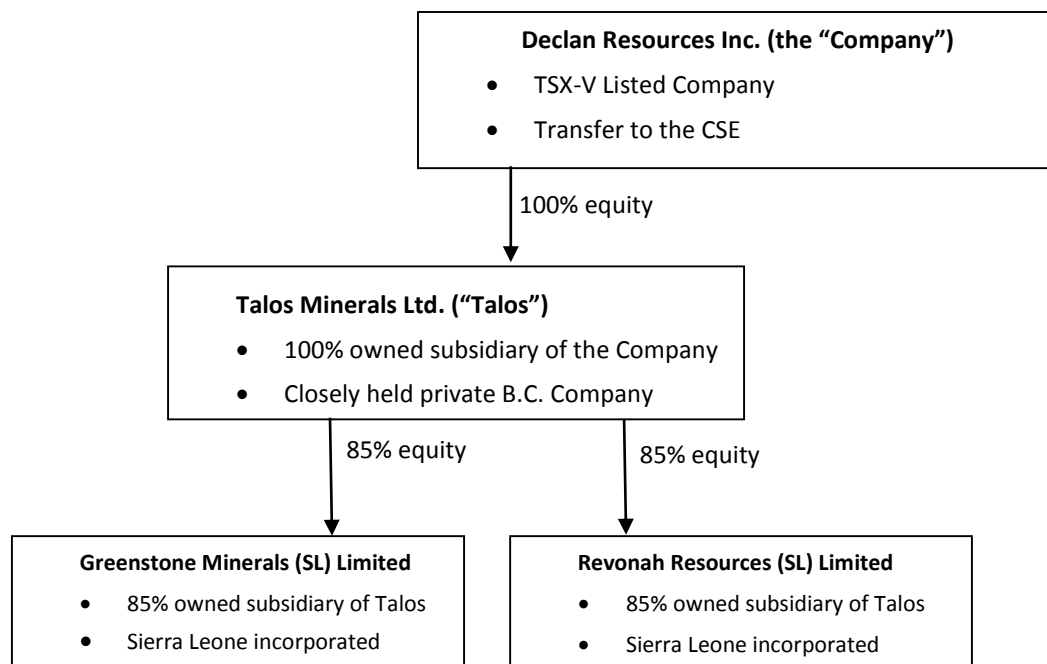 Declan Resources Inc. (the “Company”)
• TSX-V Listed Company
• Transfer to the CSE
100% equity
Talos Minerals Ltd. (“Talos”)
• 100% owned subsidiary of the Company
• Closely held private B.C. Company
85% equity
85% equity
Greenstone Minerals (SL) Limited
• 85% owned subsidiary of Talos
• Sierra Leone incorporated
Revonah Resources (SL) Limited
• 85% owned subsidiary of Talos
• Sierra Leone incorporated